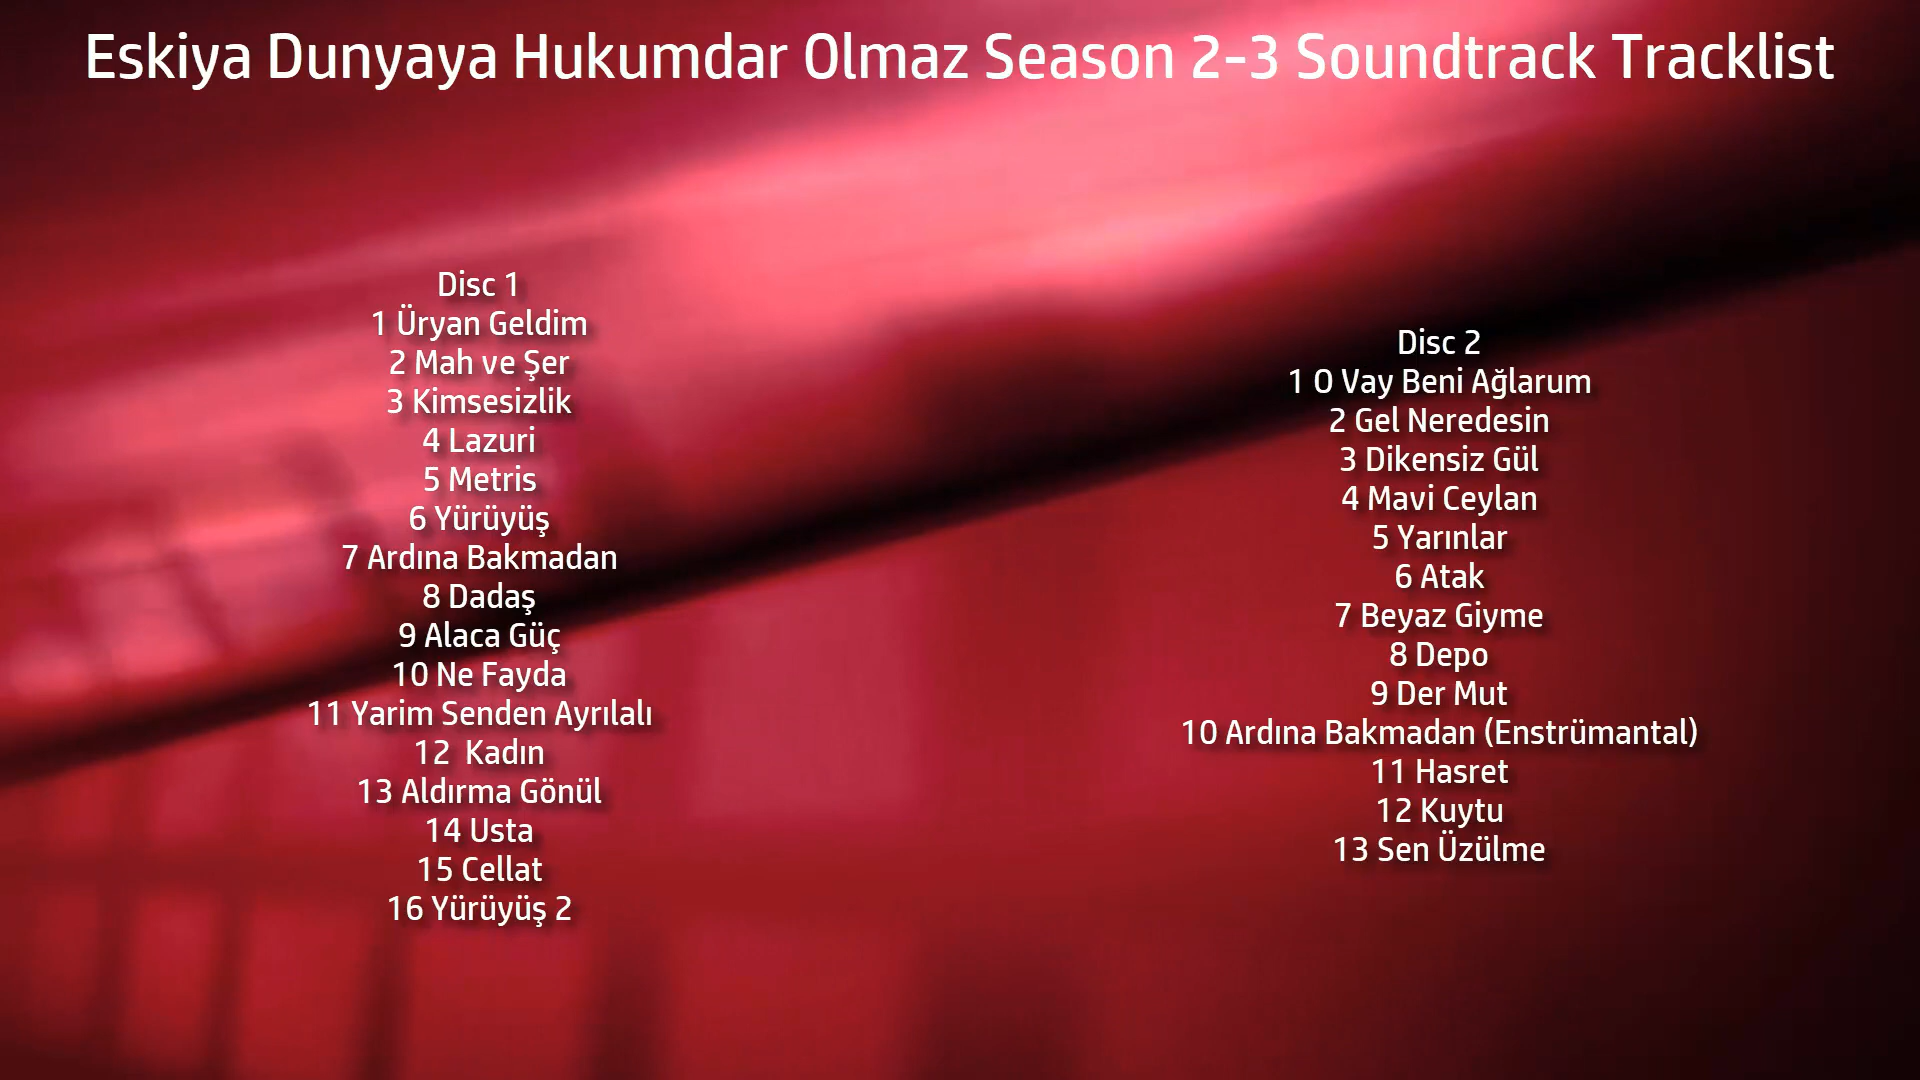 Eskiya Dunyaya Hukumdar Olmaz Season 2-3 Soundtrack Tracklist
Disc 1
1 Üryan Geldim
2 Mah ve Şer
3 Kimsesizlik
4 Lazuri
5 Metris
6 Yürüyüş
7 Ardına Bakmadan
8 Dadaş
9 Alaca Güç
10 Ne Fayda
11 Yarim Senden Ayrılalı
12  Kadın
13 Aldırma Gönül
14 Usta
15 Cellat
16 Yürüyüş 2
Disc 2
1 O Vay Beni Ağlarum
2 Gel Neredesin
3 Dikensiz Gül
4 Mavi Ceylan
5 Yarınlar
6 Atak
7 Beyaz Giyme
8 Depo
9 Der Mut
10 Ardına Bakmadan (Enstrümantal)
11 Hasret
12 Kuytu
13 Sen Üzülme